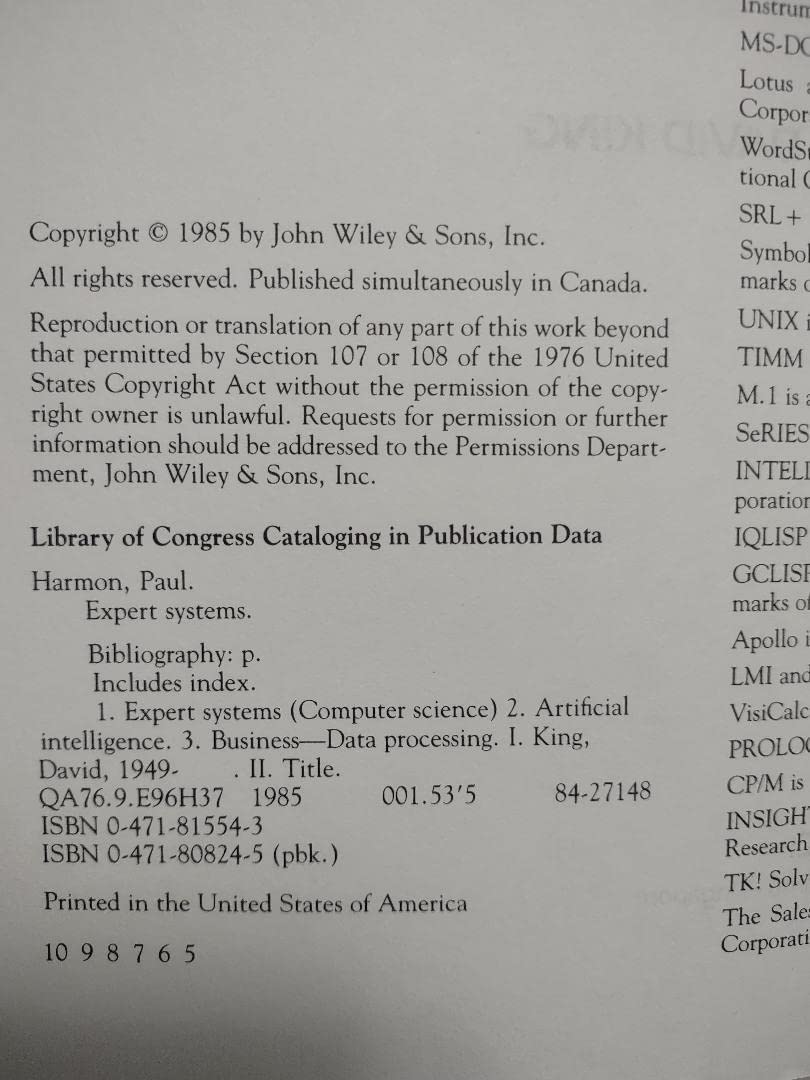 Copyright © 1985 by John Wiley & Sons, Inc.
All rights reserved. Published simultaneously in Canada.
Reproduction or translation of any part of this work beyond
that permitted by Section 107 or 108 of the 1976 United
States Copyright Act without the permission of the copy-
right owner is unlawful. Requests for permission or further
information should be addressed to the Permissions Depart-
ment, John Wiley & Sons, Inc.
Library of Congress Cataloging in Publication Data
Harmon, Paul.
Expert systems.
Bibliography: p.
Includes index.
1. Expert systems (Computer science) 2. Artificial
intelligence. 3. Business—Data processing. I. King,
David, 1949- . II. Title.
QA76.9.E96H37 1985 001.53'5 84-27148
ISBN 0-471-81554-3
ISBN 0-471-80824-5 (pbk.)
Printed in the United States of America
10 9 8 7 6 5
Instrum
MS-DO
Lotus
Corpor
WordSt
tional
SRL+
Symbol
marks
UNIX
TIMM
M.1 is
SeRIES
INTELL
poration
IQLISP
GCLISP
marks of
Apollo
LMI and
VisiCalc
PROLOG
CP/M is
INSIGHT
Research
TK! Solv
The Sales
Corporati